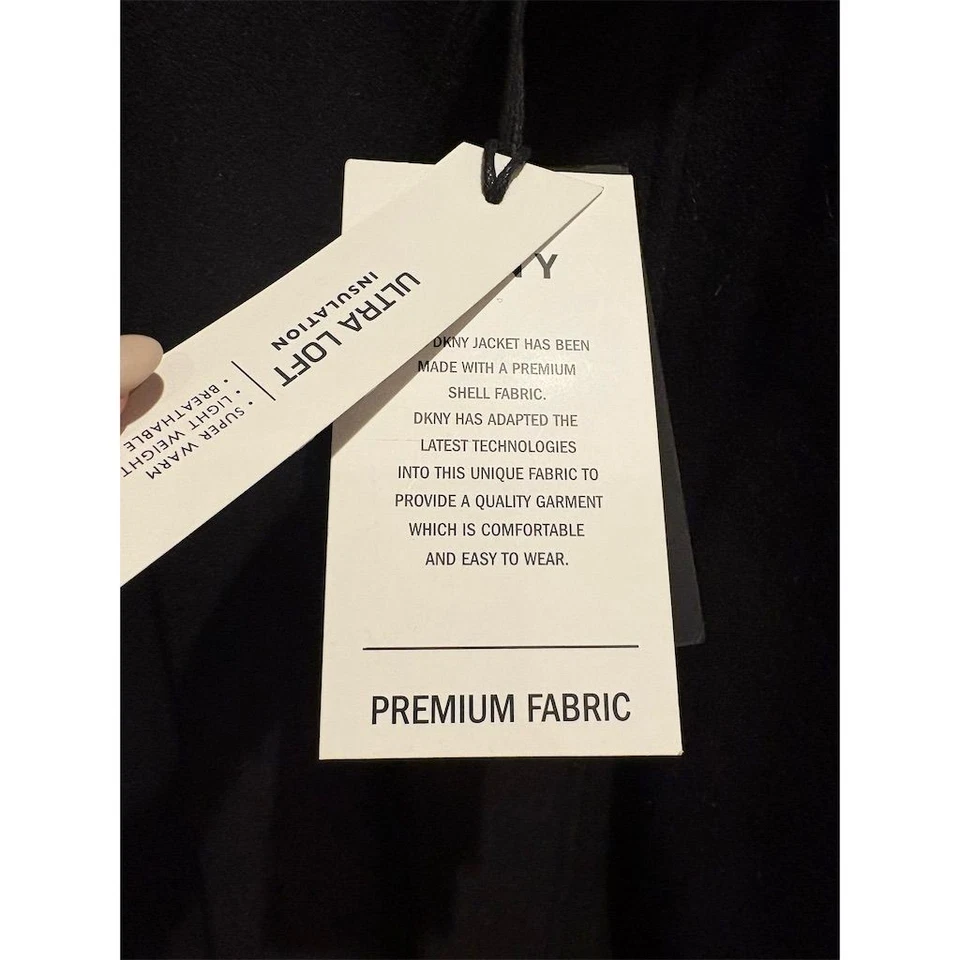 ULTRA LOFT
INSULATION
• SUPER WARM
• LIGHT WEIGHT
• BREATHABLE
NY
DKNY JACKET HAS BEEN
MADE WITH A PREMIUM
SHELL FABRIC.
DKNY HAS ADAPTED THE
LATEST TECHNOLOGIES
INTO THIS UNIQUE FABRIC TO
PROVIDE A QUALITY GARMENT
WHICH IS COMFORTABLE
AND EASY TO WEAR.
PREMIUM FABRIC